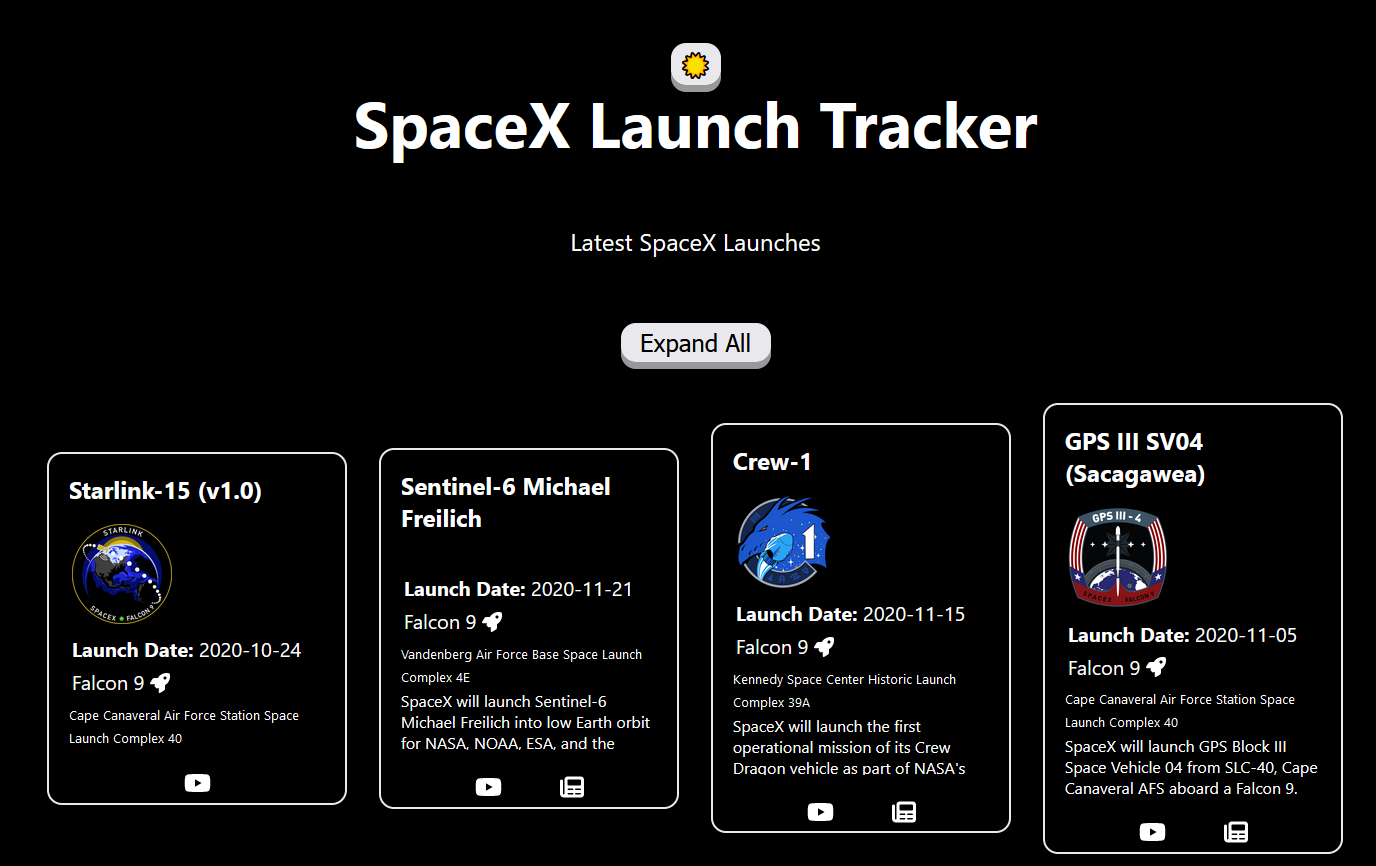 SpaceX Launch Tracker
Latest SpaceX Launches
Expand All
Starlink-15 (v1.0)
STARLINK
SPACEX FALCON 9
Launch Date: 2020-10-24
Falcon 9
Cape Canaveral Air Force Station Space
Launch Complex 40
Sentinel-6 Michael
Freilich
Launch Date: 2020-11-21
Falcon 9
Vandenberg Air Force Base Space Launch
Complex 4E
SpaceX will launch Sentinel-6
Michael Freilich into low Earth orbit
for NASA, NOAA, ESA, and the
Crew-1
1
Launch Date: 2020-11-15
Falcon 9
Kennedy Space Center Historic Launch
Complex 39A
SpaceX will launch the first
operational mission of its Crew
Dragon vehicle as part of NASA's
GPS III SV04
(Sacagawea)
GPS III - 4
SPACEX FALCON 9
Launch Date: 2020-11-05
Falcon 9
Cape Canaveral Air Force Station Space
Launch Complex 40
SpaceX will launch GPS Block III
Space Vehicle 04 from SLC-40, Cape
Canaveral AFS aboard a Falcon 9.